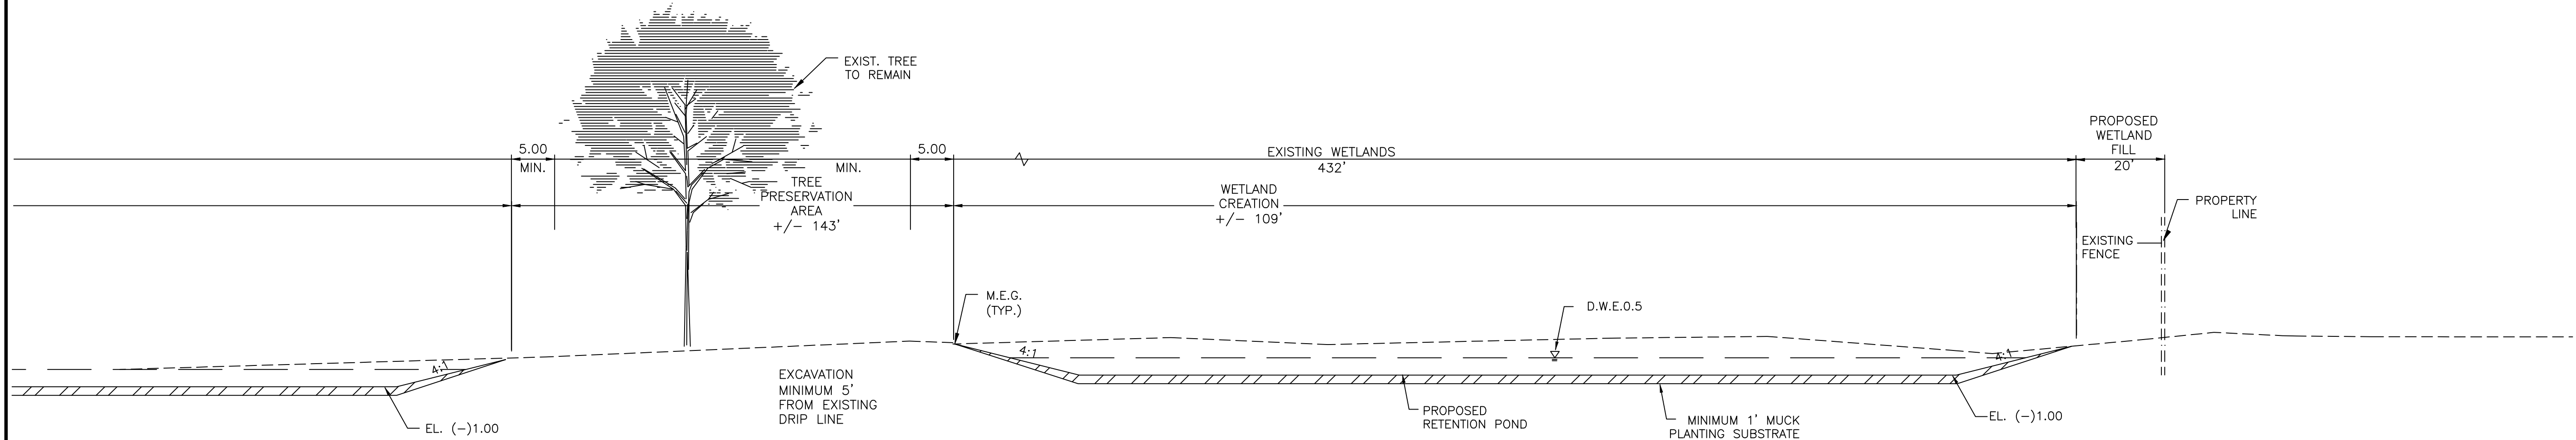 EXIST. TREE
TO REMAIN
PROPOSED
WETLAND
FILL
20'
5.00
MIN.
MIN.
5.00
EXISTING WETLANDS
432'
TREE
PRESERVATION
AREA
+/- 143'
WETLAND
CREATION
+/- 109'
PROPERTY
LINE
EXISTING
FENCE
M.E.G.
(TYP.)
D.W.E.0.5
4:1
4:1
4:1
EXCAVATION
MINIMUM 5'
FROM EXISTING
DRIP LINE
EL. (-)1.00
PROPOSED
RETENTION POND
MINIMUM 1' MUCK
PLANTING SUBSTRATE
EL. (-)1.00